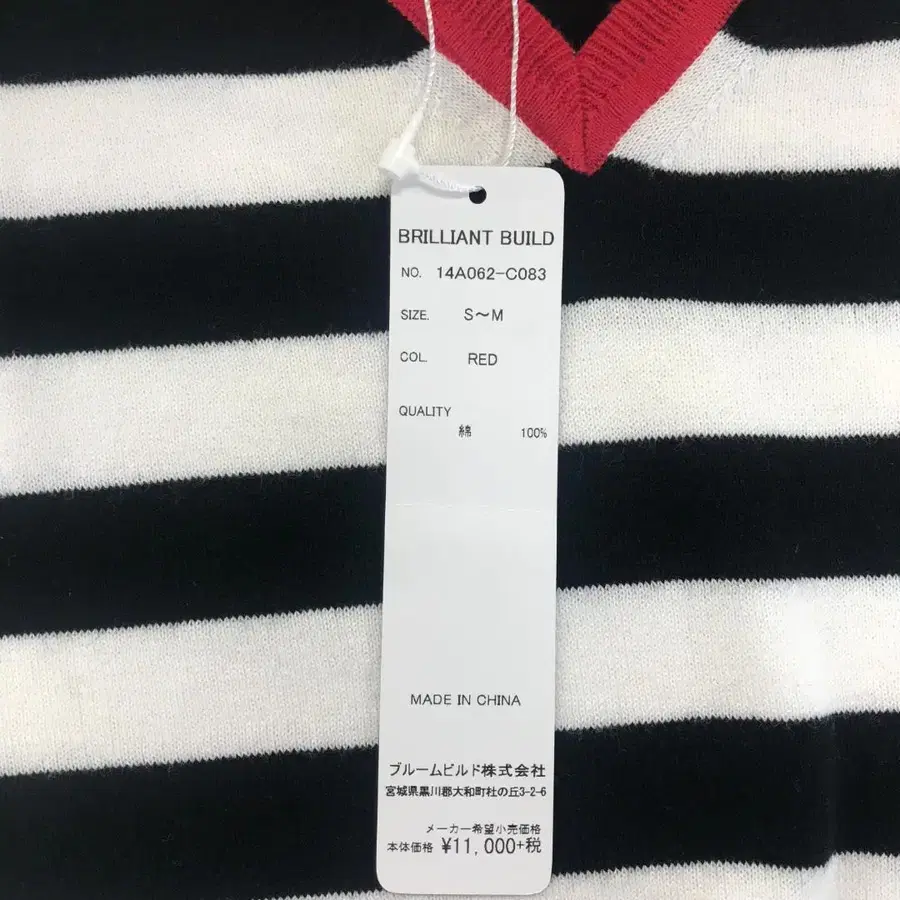 BRILLIANT BUILD
NO. 14A062-C083
SIZE. S～M
COL. RED
QUALITY
綿 100%
MADE IN CHINA
ブルームビルド株式会社
宮城県黒川郡大和町杜の丘3-2-6
メーカー希望小売価格
本体価格 ¥11,000+税